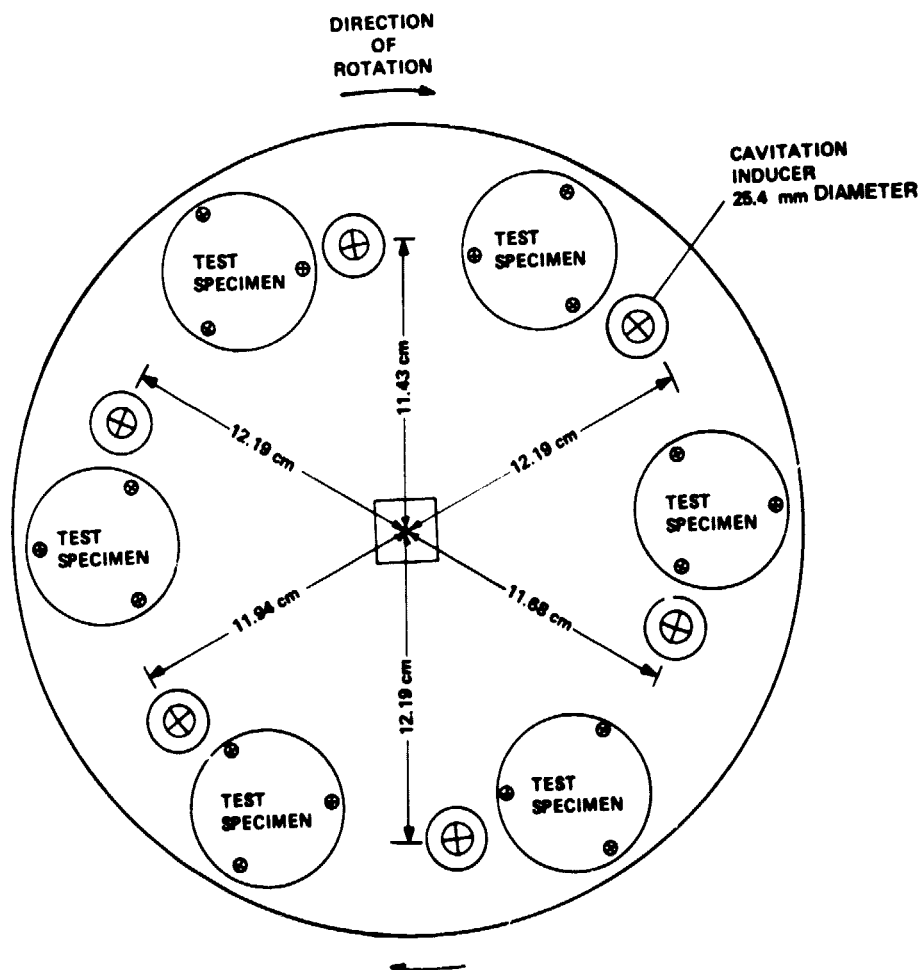 DIRECTION
OF
ROTATION
CAVITATION
INDUCER
25.4 mm DIAMETER
TEST
SPECIMEN
TEST
SPECIMEN
11.43 cm
12.19 cm
12.19 cm
TEST
SPECIMEN
TEST
SPECIMEN
11.94 cm
11.68 cm
12.19 cm
TEST
SPECIMEN
TEST
SPECIMEN